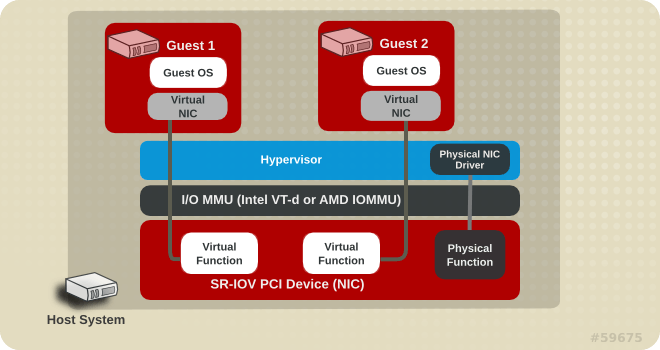 Guest 1
Guest OS
Virtual
NIC
Guest 2
Guest OS
Virtual
NIC
Hypervisor
Physical NIC
Driver
I/O MMU (Intel VT-d or AMD IOMMU)
Virtual
Function
Virtual
Function
Physical
Function
SR-IOV PCI Device (NIC)
Host System
#59675